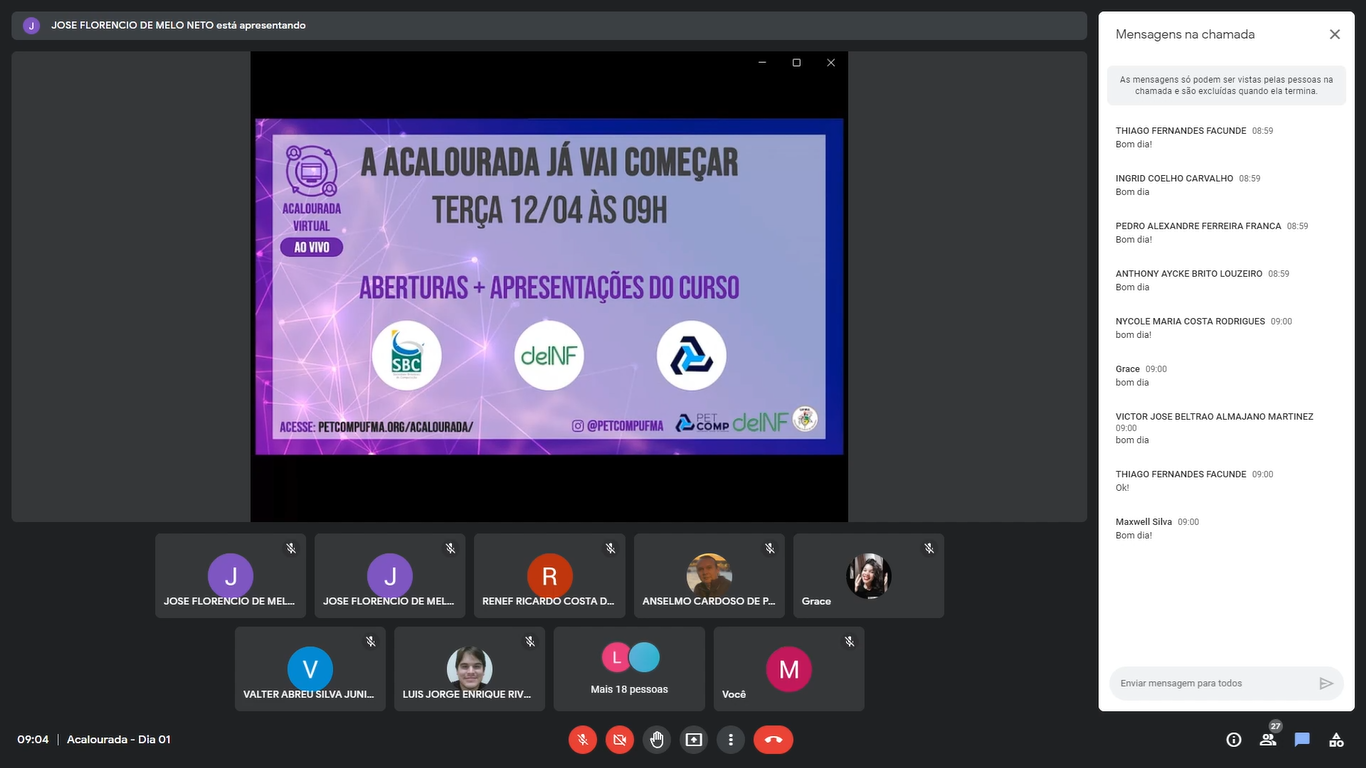 J JOSE FLORENCIO DE MELO NETO está apresentando
A ACALOURADA JÁ VAI COMEÇAR
TERÇA 12/04 ÀS 09H
ACALOURADA
VIRTUAL
AO VIVO
ABERTURAS + APRESENTAÇÕES DO CURSO
SBC
deINF
ACESSE: PETCOMPUFMA.ORG/ACALOURADA/
@PETCOMPUFMA
PET
COMP
deINF
J
JOSE FLORENCIO DE MEL...
J
JOSE FLORENCIO DE MEL...
R
RENEF RICARDO COSTA D...
ANSELMO CARDOSO DE P...
Grace
V
VALTER ABREU SILVA JUNI...
LUIS JORGE ENRIQUE RIV...
L
Mais 18 pessoas
M
Você
09:04 | Acalourada - Dia 01
27
Mensagens na chamada
As mensagens só podem ser vistas pelas pessoas na
chamada e são excluídas quando ela termina.
THIAGO FERNANDES FACUNDE 08:59
Bom dia!
INGRID COELHO CARVALHO 08:59
Bom dia
PEDRO ALEXANDRE FERREIRA FRANCA 08:59
Bom dia!
ANTHONY AYCKE BRITO LOUZEIRO 08:59
Bom dia
NYCOLE MARIA COSTA RODRIGUES 09:00
bom dia!
Grace 09:00
bom dia
VICTOR JOSE BELTRAO ALMAJANO MARTINEZ
09:00
bom dia
THIAGO FERNANDES FACUNDE 09:00
Ok!
Maxwell Silva 09:00
Bom dia!
Enviar mensagem para todos